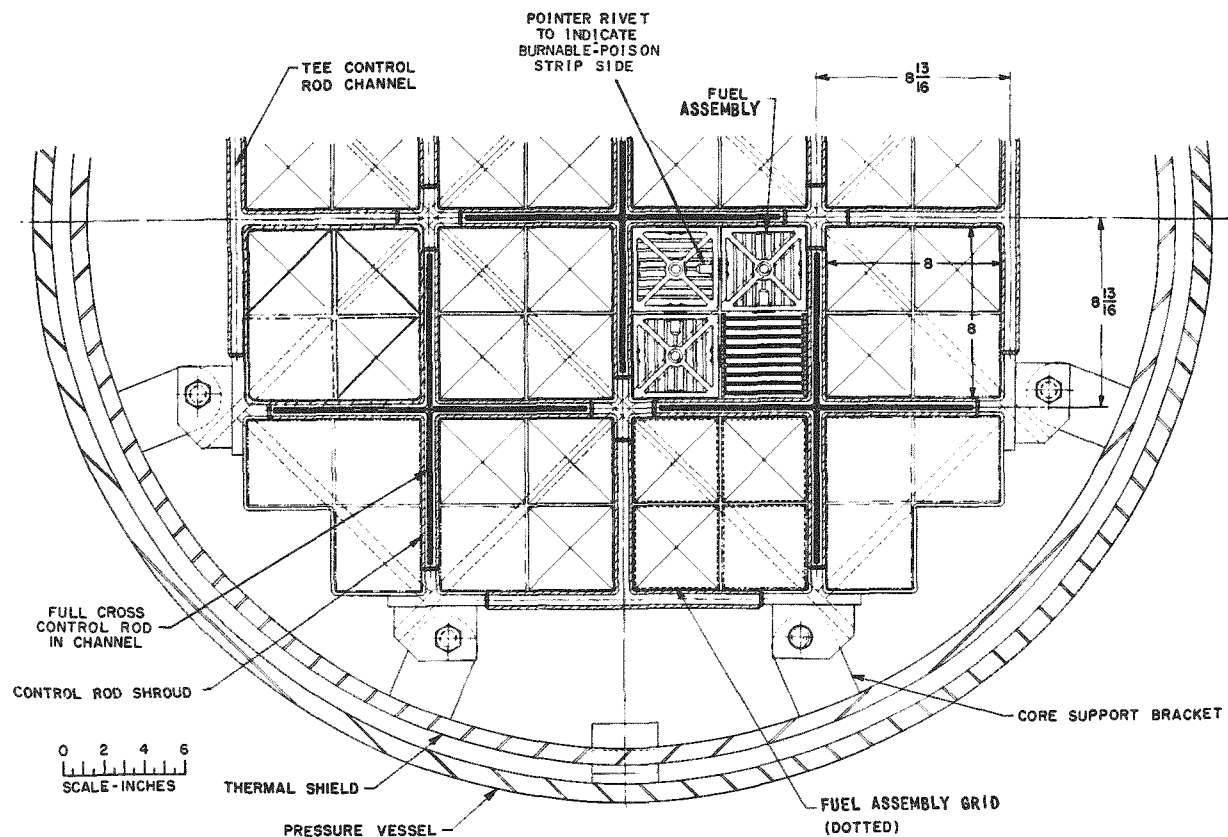 POINTER RIVET
TO INDICATE
BURNABLE-POISON
STRIP SIDE
TEE CONTROL
ROD CHANNEL
FUEL
ASSEMBLY
8 13/16
8
8
8 13/16
FULL CROSS
CONTROL ROD
IN CHANNEL
CONTROL ROD SHROUD
CORE SUPPORT BRACKET
0 2 4 6
SCALE-INCHES
THERMAL SHIELD
FUEL ASSEMBLY GRID
(DOTTED)
PRESSURE VESSEL